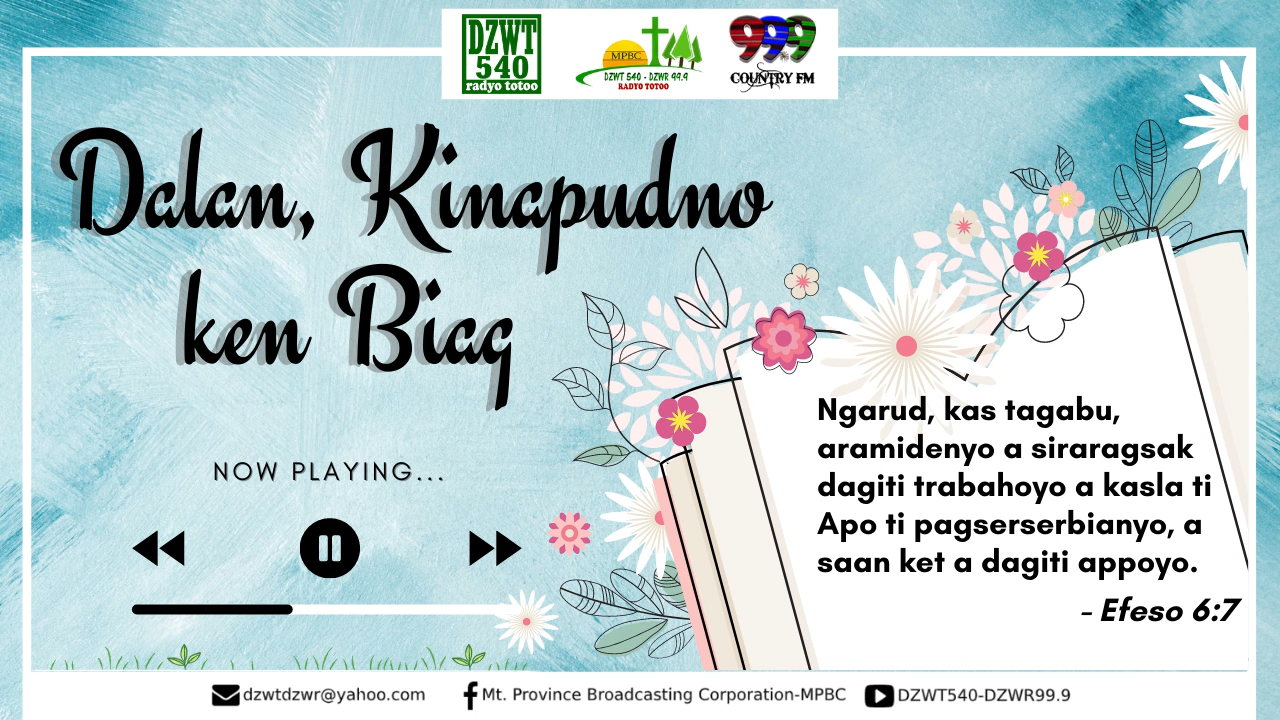 DZWT
540
radyo totoo
MPBC
DZWT 540 - DZWR 99.9
RADYO TOTOO
99.9
COUNTRY FM
Dalan, Kinapudno
ken Biag
NOW PLAYING...
Ngarud, kas tagabu,
aramidenyo a siraragsak
dagiti trabahoyo a kasla ti
Apo ti pagserserbianyo, a
saan ket a dagiti appoyo.
- Efeso 6:7
dzwtdzwr@yahoo.com
Mt. Province Broadcasting Corporation-MPBC
DZWT540-DZWR99.9